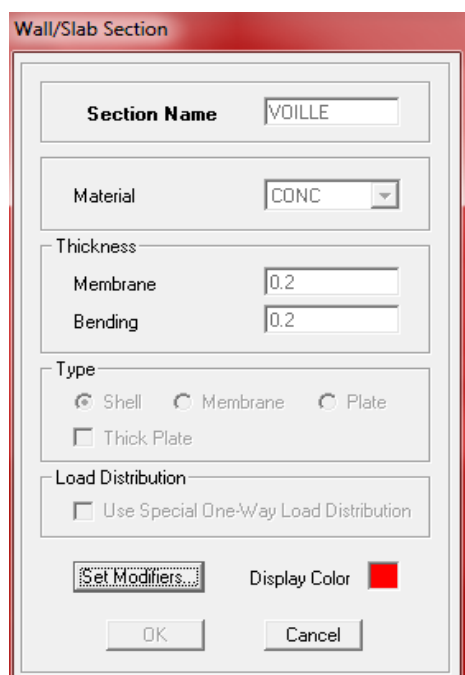 Wall/Slab Section
Section Name VOILLE
Material CONC
Thickness
Membrane 0.2
Bending 0.2
Type
Shell Membrane Plate
Thick Plate
Load Distribution
Use Special One-Way Load Distribution
Set Modifiers... Display Color
OK Cancel